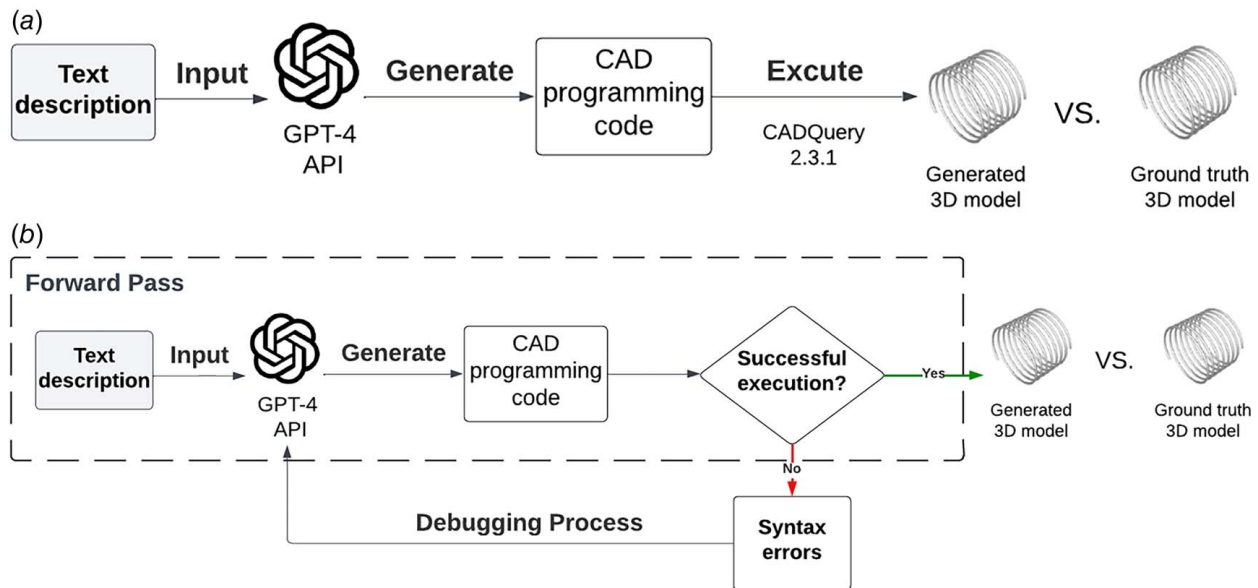 (a)
Text
description
Input
GPT-4
API
Generate
CAD
programming
code
Excute
CADQuery
2.3.1
Generated
3D model
VS.
Ground truth
3D model
(b)
Forward Pass
Text
description
Input
GPT-4
API
Generate
CAD
programming
code
Successful
execution?
Yes
Generated
3D model
VS.
Ground truth
3D model
No
Debugging Process
Syntax
errors